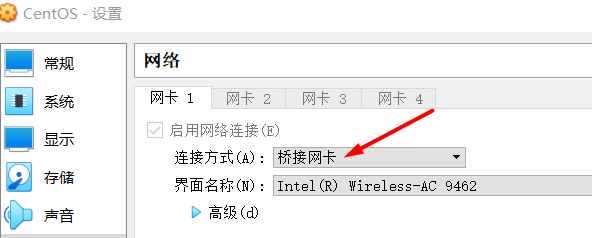 CentOS - 设置
常规
系统
显示
存储
声音
网络
网卡 1 网卡 2 网卡 3 网卡 4
启用网络连接(E)
连接方式(A): 桥接网卡
界面名称(N): Intel(R) Wireless-AC 9462
高级(d)